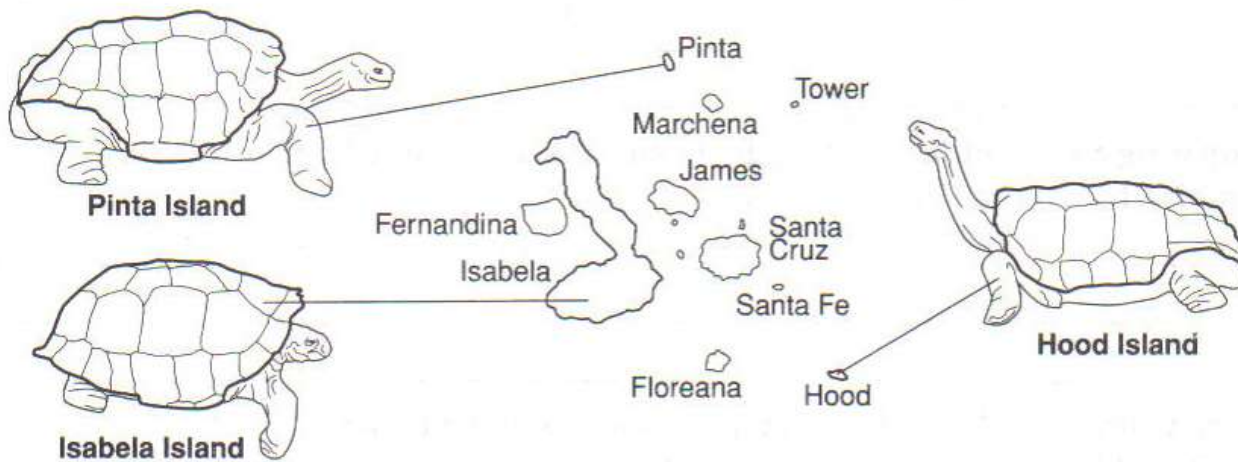 Pinta
Tower
Marchena
Pinta Island
James
Fernandina
Santa
Cruz
Isabela
Santa Fe
Hood Island
Floreana
Hood
Isabela Island